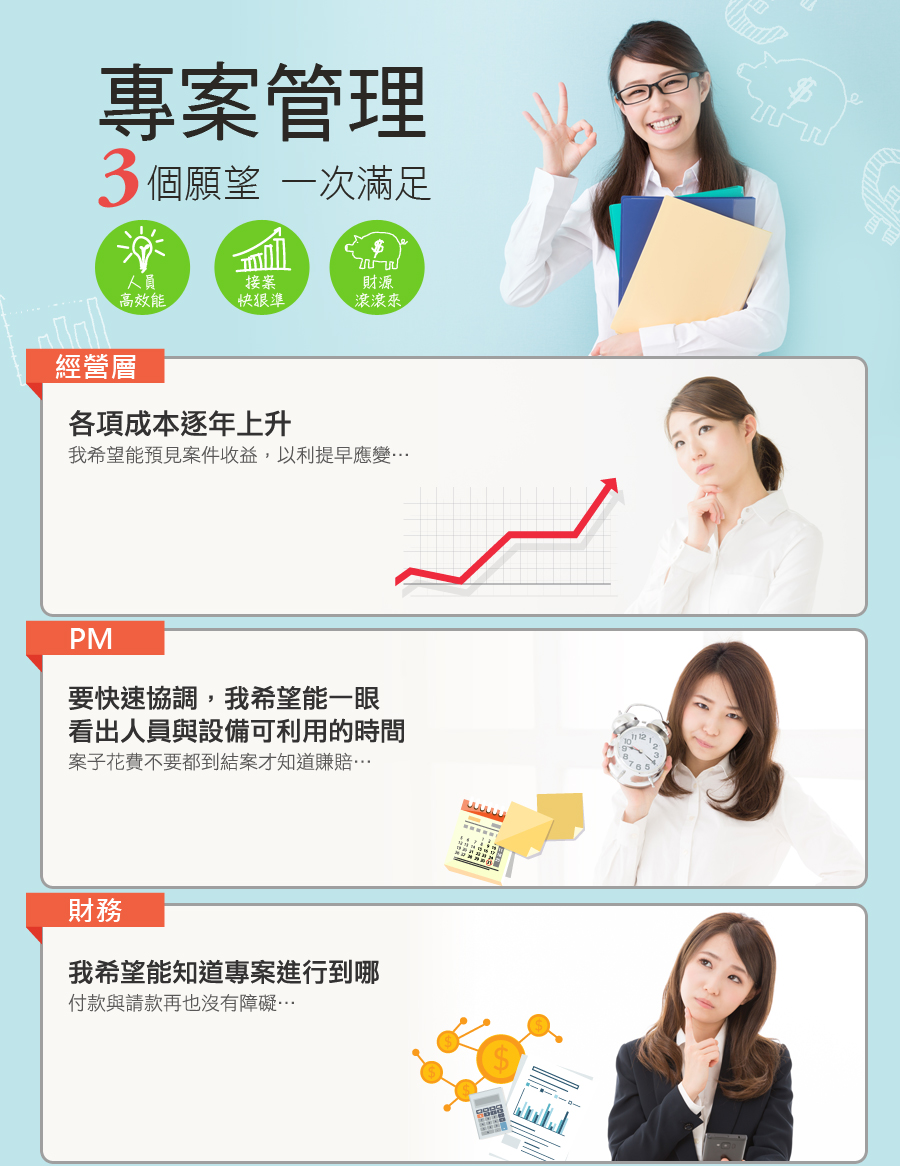 專案管理
3個願望 一次滿足
人員
高效能
接案
快狠準
財源
滾滾來
經營層
各項成本逐年上升
我希望能預見案件收益，以利提早應變…
PM
要快速協調，我希望能一眼
看出人員與設備可利用的時間
案子花費不要都到結案才知道賺賠…
財務
我希望能知道專案進行到哪
付款與請款再也沒有障礙…